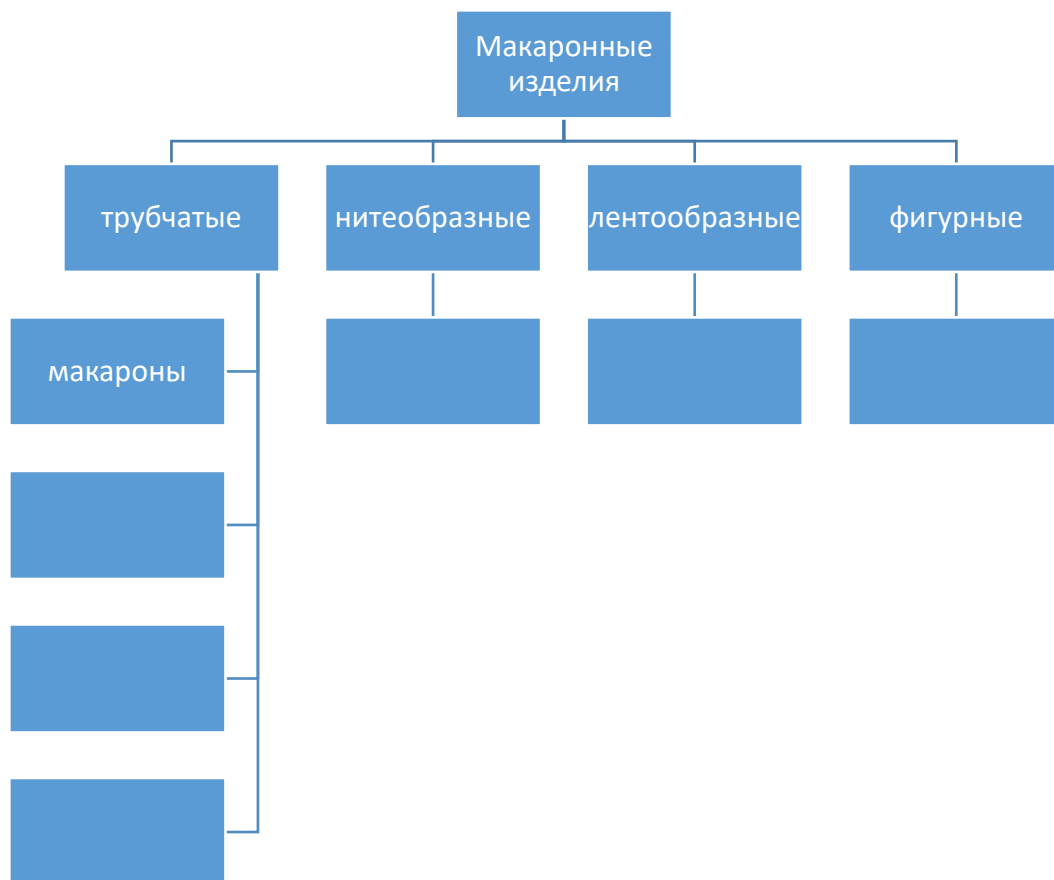 Макаронные
изделия
трубчатые
нитеобразные
лентообразные
фигурные
макароны